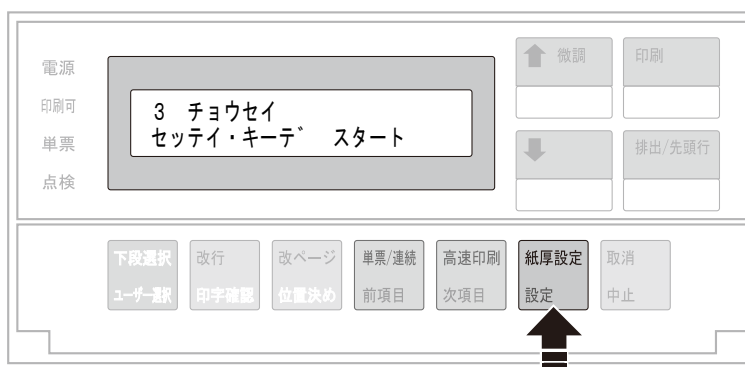 電源
印刷可
単票
点検
3 チョウセイ
セッテイ・キーデ スタート
微調
印刷
排出/先頭行
下段選択
ユーザー選択
改行
印字確認
改ページ
位置決め
単票/連続
前項目
高速印刷
次項目
紙厚設定
設定
取消
中止